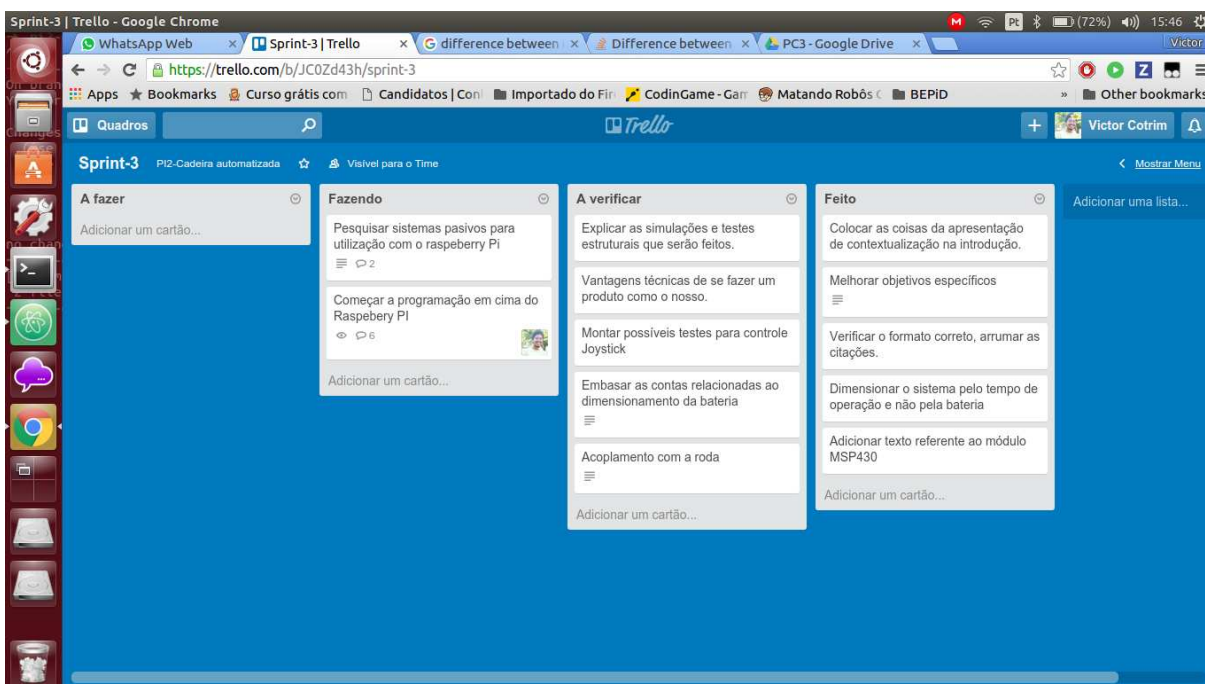 Sprint-3 | Trello - Google Chrome
M Pt (72%) 15:46
WhatsApp Web × Sprint-3 | Trello × G difference between × Difference between × PC3 - Google Drive × Victor
https://trello.com/b/JC0Zd43h/sprint-3
Apps Bookmarks Curso grátis com Candidatos | Con Importado do Fir CodinGame - Gam Matando Robôs BEPiD » Other bookmarks
Quadros Trello + Victor Cotrim
Sprint-3 PI2-Cadeira automatizada Visível para o Time Mostrar Menu
A fazer
Adicionar um cartão...
Fazendo
Pesquisar sistemas pasivos para
utilização com o raspeberry Pi
2
Começar a programação em cima do
Raspebery PI
6
Adicionar um cartão...
A verificar
Explicar as simulações e testes
estruturais que serão feitos.
Vantagens técnicas de se fazer um
produto como o nosso.
Montar possíveis testes para controle
Joystick
Embasar as contas relacionadas ao
dimensionamento da bateria
Acoplamento com a roda
Adicionar um cartão...
Feito
Colocar as coisas da apresentação
de contextualização na introdução.
Melhorar objetivos específicos
Verificar o formato correto, arrumar as
citações.
Dimensionar o sistema pelo tempo de
operação e não pela bateria
Adicionar texto referente ao módulo
MSP430
Adicionar um cartão...
Adicionar uma lista...